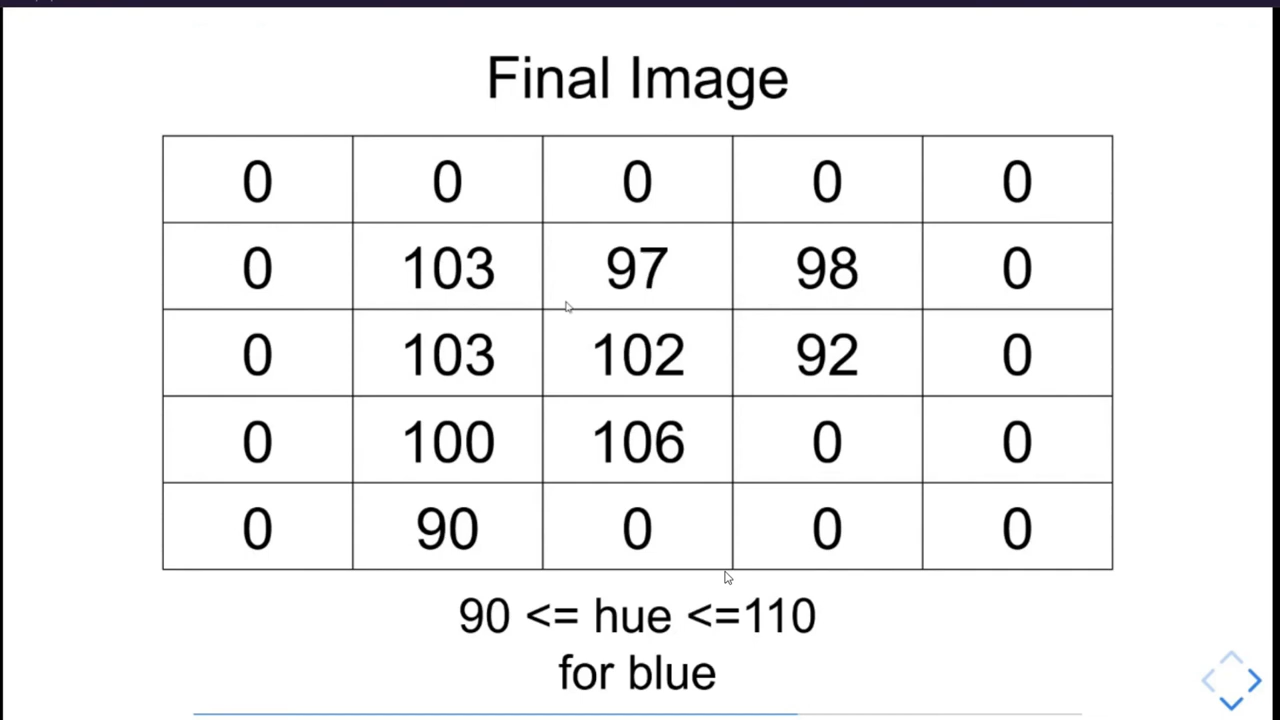 Final Image
0 0 0 0 0
0 103 97 98 0
0 103 102 92 0
0 100 106 0 0
0 90 0 0 0
90 <= hue <=110
for blue